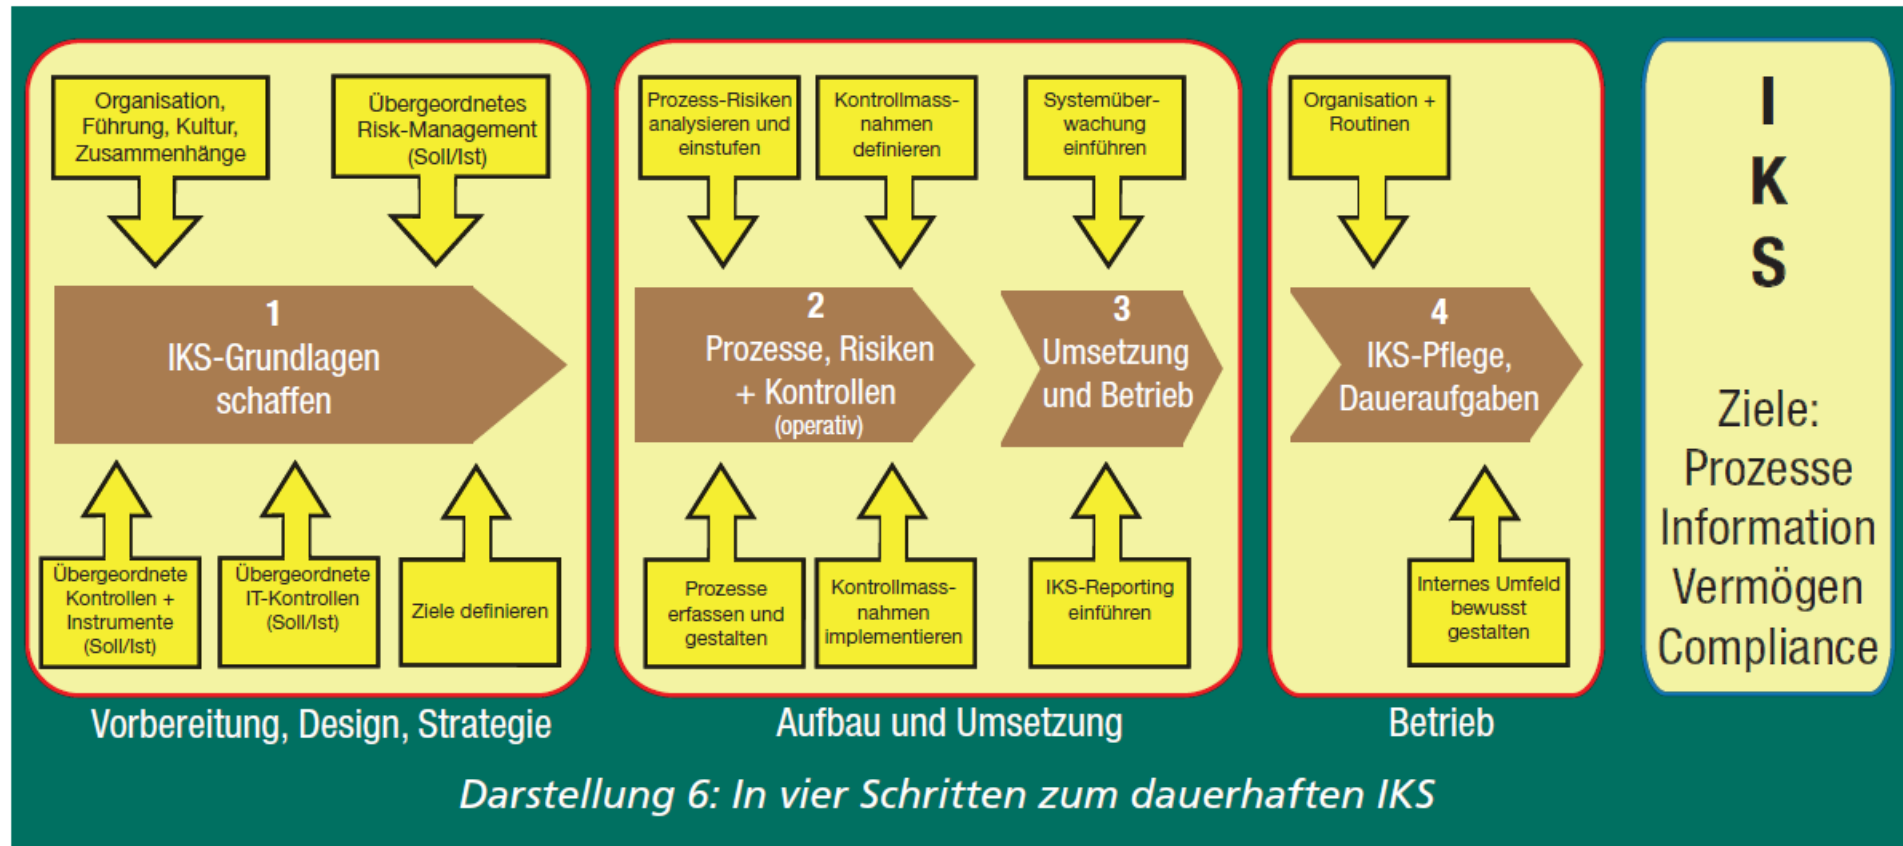 Organisation,
Führung, Kultur,
Zusammenhänge
Übergeordnetes
Risk-Management
(Soll/Ist)
1
IKS-Grundlagen
schaffen
Übergeordnete
Kontrollen +
Instrumente
(Soll/Ist)
Übergeordnete
IT-Kontrollen
(Soll/Ist)
Ziele definieren
Vorbereitung, Design, Strategie
Prozess-Risiken
analysieren und
einstufen
Kontrollmass-
nahmen
definieren
Systemüber-
wachung
einführen
2
Prozesse, Risiken
+ Kontrollen
(operativ)
3
Umsetzung
und Betrieb
Prozesse
erfassen und
gestalten
Kontrollmass-
nahmen
implementieren
IKS-Reporting
einführen
Aufbau und Umsetzung
Organisation +
Routinen
4
IKS-Pflege,
Daueraufgaben
Internes Umfeld
bewusst
gestalten
Betrieb
I
K
S
Ziele:
Prozesse
Information
Vermögen
Compliance
Darstellung 6: In vier Schritten zum dauerhaften IKS